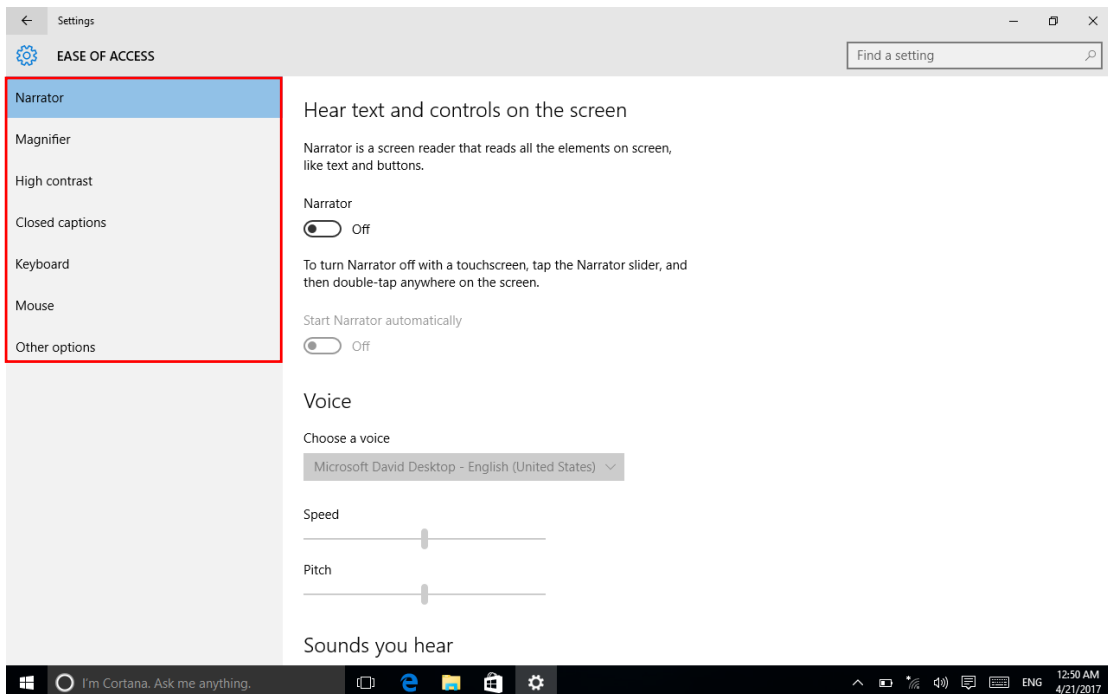 Settings
EASE OF ACCESS
Find a setting
Narrator
Magnifier
High contrast
Closed captions
Keyboard
Mouse
Other options
Hear text and controls on the screen
Narrator is a screen reader that reads all the elements on screen,
like text and buttons.
Narrator
Off
To turn Narrator off with a touchscreen, tap the Narrator slider, and
then double-tap anywhere on the screen.
Start Narrator automatically
Off
Voice
Choose a voice
Microsoft David Desktop - English (United States)
Speed
Pitch
Sounds you hear
I'm Cortana. Ask me anything.
ENG
12:50 AM
4/21/2017